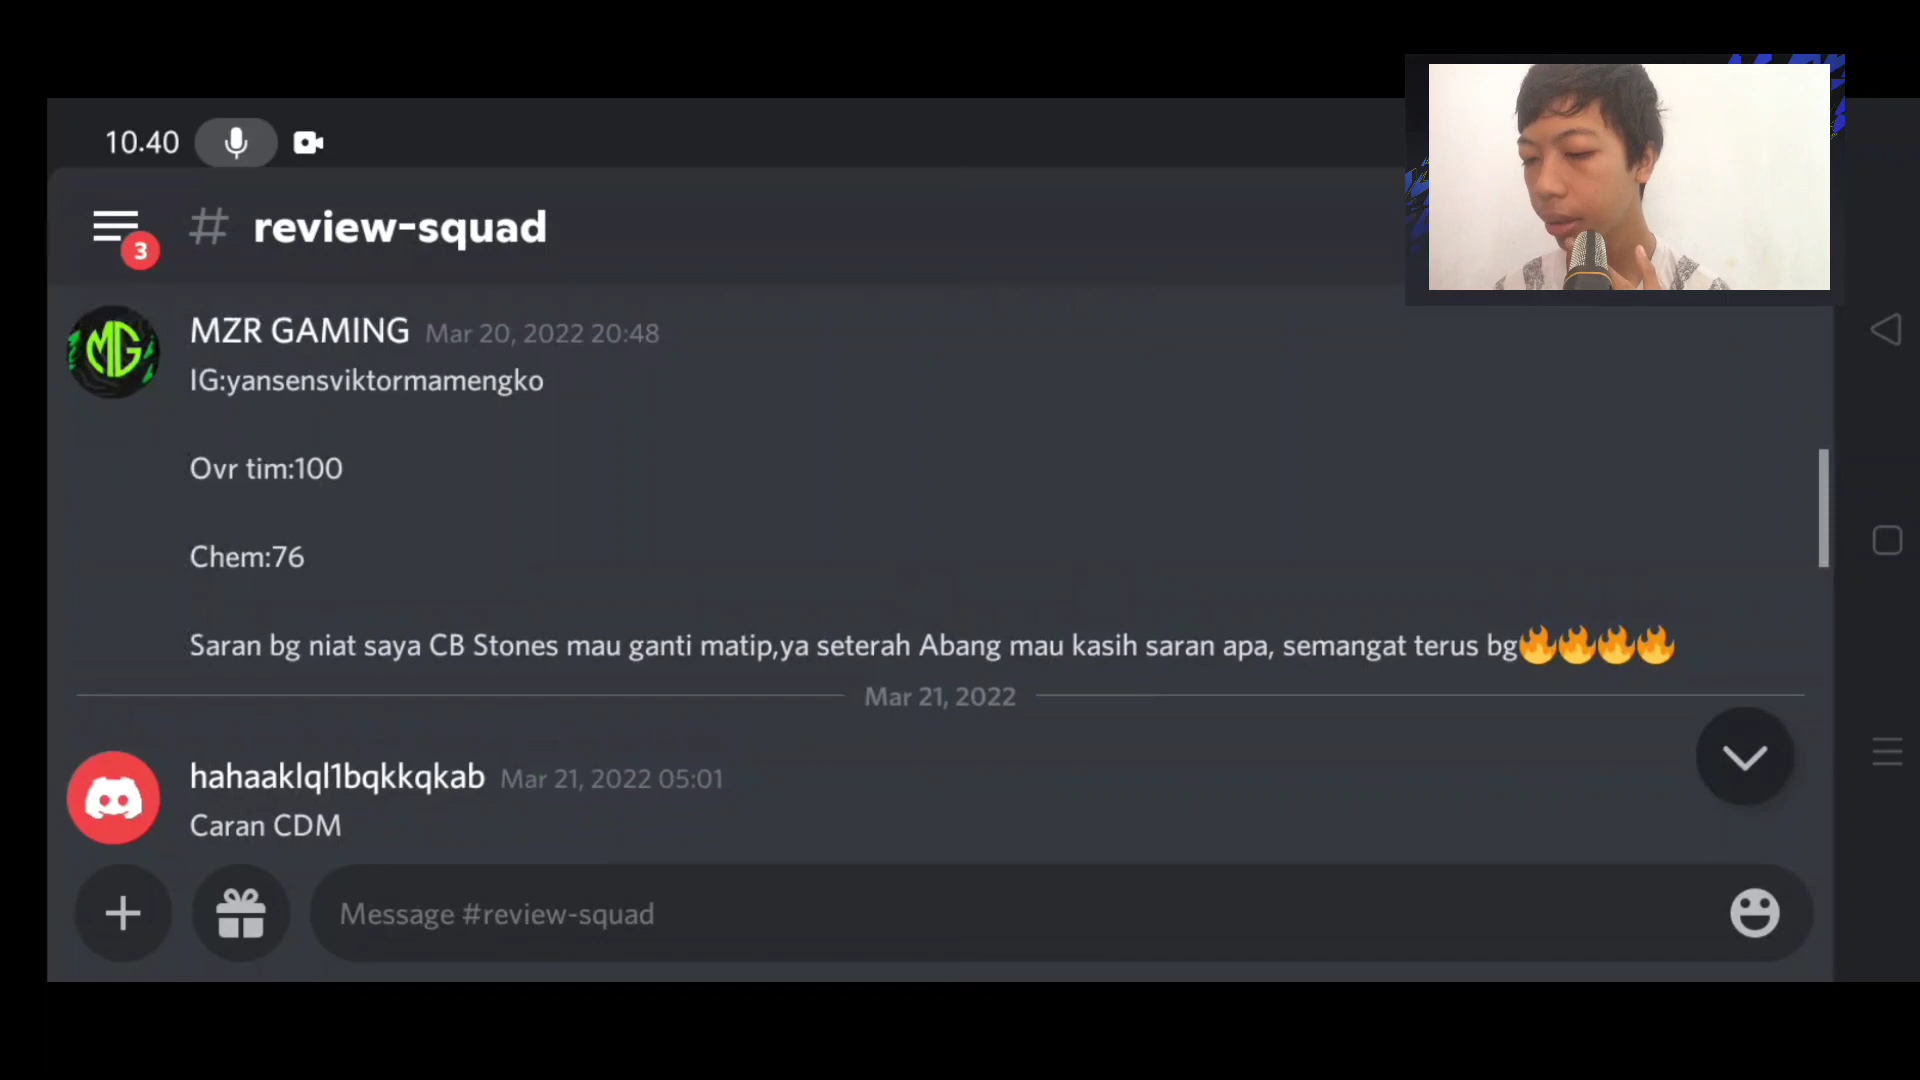 10.40
3
# review-squad
MG
MZR GAMING Mar 20, 2022 20:48
IG:yansensviktormamengko
Ovr tim:100
Chem:76
Saran bg niat saya CB Stones mau ganti matip,ya seterah Abang mau kasih saran apa, semangat terus bg🔥🔥🔥🔥
Mar 21, 2022
hahaaklql1bqkkqkab Mar 21, 2022 05:01
Caran CDM
Message #review-squad